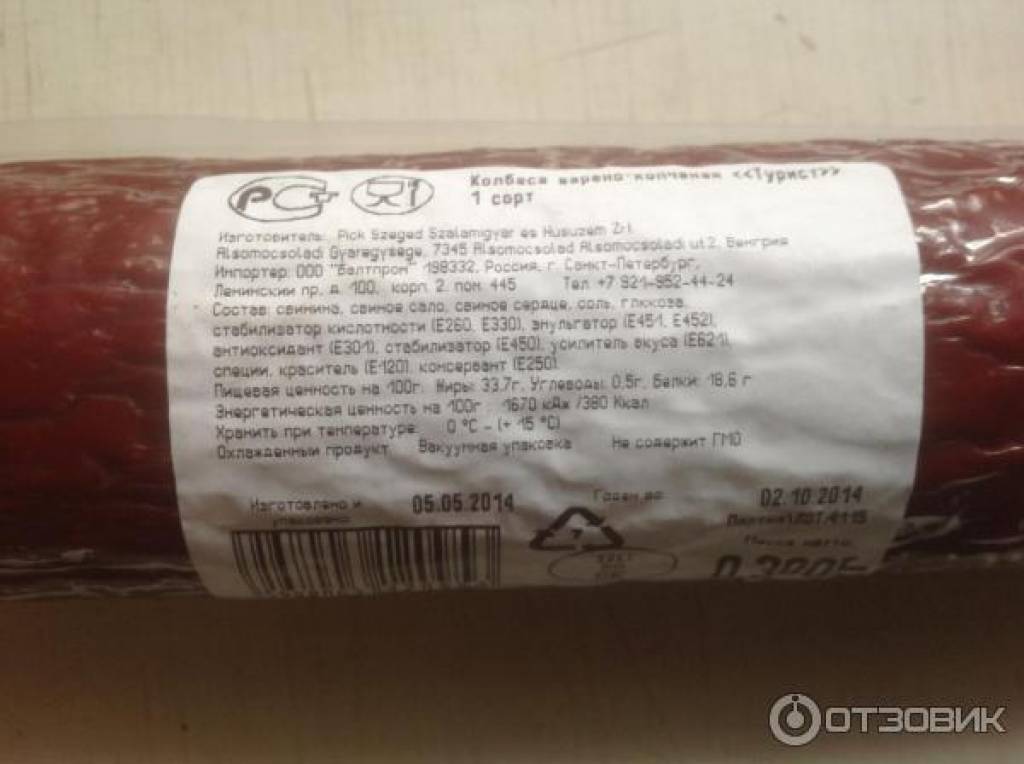 Колбаса варено-копченая <<Турист>>
1 сорт
Изготовитель: Pick Szeged Szalamigyar es Husuzem Zrt
Alsomocsoladi Gyaregysege, 7345 Alsomocsolad Alsomocsoladi ut 2, Венгрия
Импортер: ООО "Балтпрон" 198332, Россия, г. Санкт-Петербург,
Ленинский пр, д. 100, корп 2, пом 445 Тел +7 921-952-44-24
Состав: свинина, свиное сало, свиное сердце, соль, глюкоза,
стабилизатор кислотности (E260, E330), эмульгатор (E451, E452),
антиоксидант (E301), стабилизатор (E450), усилитель вкуса (E621),
специи, краситель (E120), консервант (E250).
Пищевая ценность на 100г. Жиры: 33,7г, Углеводы: 0,5г. Белки: 18,6 г
Энергетическая ценность на 100г: 1670 кДж /380 Ккал
Хранить при температуре: 0 °C - (+ 15 °C)
Охлажденный продукт Вакуумная упаковка Не содержит ГМО
Изготовлено и упаковано: 05.05.2014 Годен до: 02.10.2014
Масса нетто
РСТ
7
ОТЗОВИК